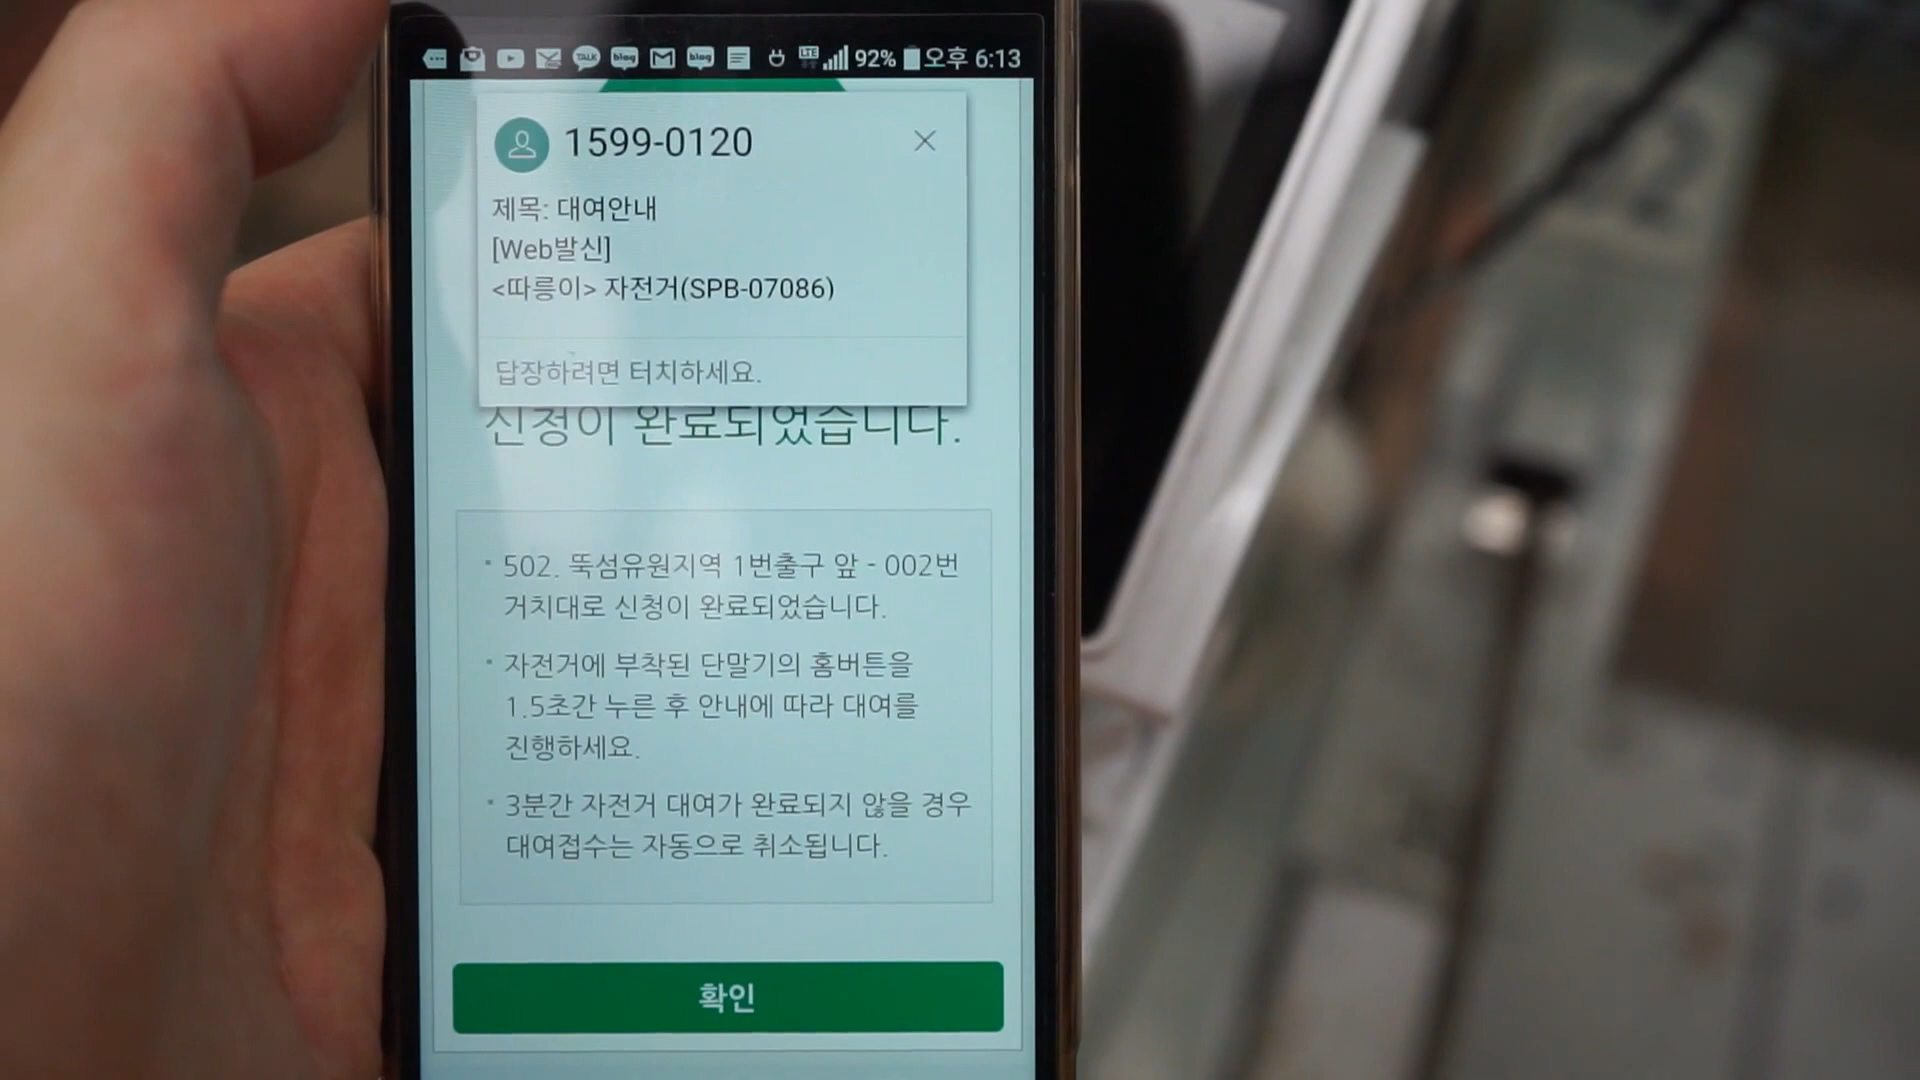 TALK blog blog LTE 92% 오후 6:13
1599-0120
제목: 대여안내
[Web발신]
<따릉이> 자전거(SPB-07086)
답장하려면 터치하세요.
신청이 완료되었습니다.
502. 뚝섬유원지역 1번출구 앞 - 002번
거치대로 신청이 완료되었습니다.
자전거에 부착된 단말기의 홈버튼을
1.5초간 누른 후 안내에 따라 대여를
진행하세요.
3분간 자전거 대여가 완료되지 않을 경우
대여접수는 자동으로 취소됩니다.
확인